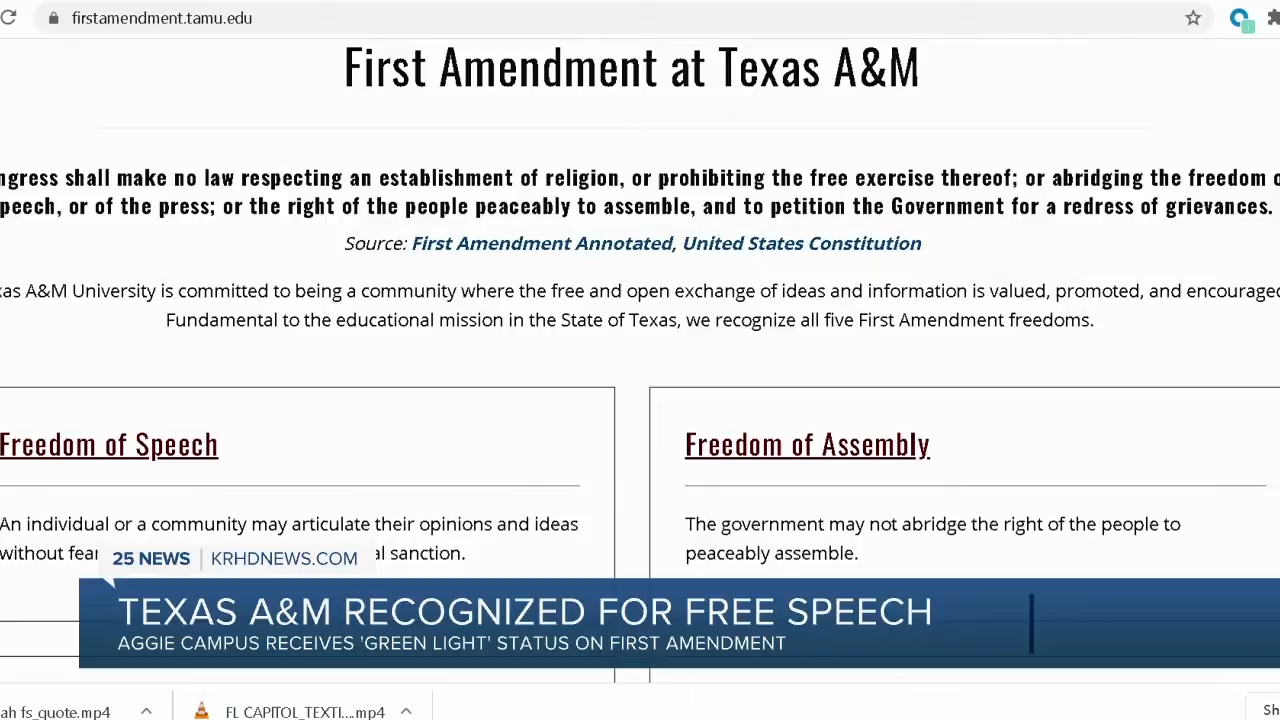 firstamendment.tamu.edu
First Amendment at Texas A&M
ngress shall make no law respecting an establishment of religion, or prohibiting the free exercise thereof; or abridging the freedom o
peech, or of the press; or the right of the people peaceably to assemble, and to petition the Government for a redress of grievances.
Source: First Amendment Annotated, United States Constitution
xas A&M University is committed to being a community where the free and open exchange of ideas and information is valued, promoted, and encouraged
Fundamental to the educational mission in the State of Texas, we recognize all five First Amendment freedoms.
Freedom of Speech
An individual or a community may articulate their opinions and ideas
without fear al sanction.
Freedom of Assembly
The government may not abridge the right of the people to
peaceably assemble.
25 NEWS | KRHDNEWS.COM
TEXAS A&M RECOGNIZED FOR FREE SPEECH
AGGIE CAMPUS RECEIVES 'GREEN LIGHT' STATUS ON FIRST AMENDMENT
ah fs_quote.mp4
FL CAPITOL_TEXTI....mp4
Sh